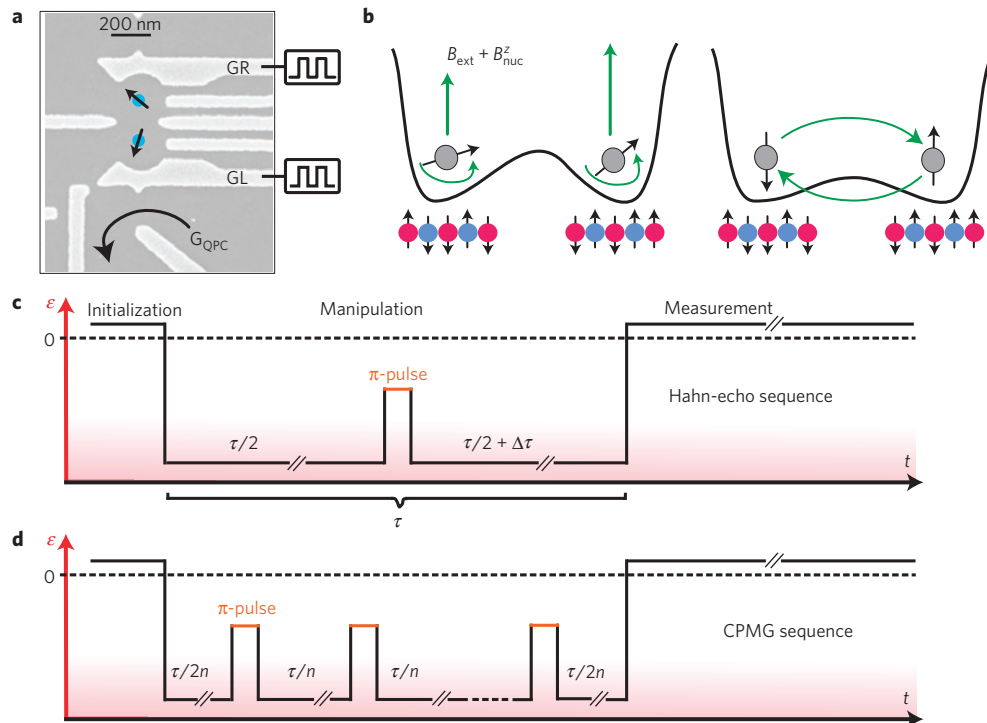 a
200 nm
GR
GL
G_QPC
b
B_ext + B^z_nuc
c
ε
Initialization
Manipulation
Measurement
0
π-pulse
Hahn-echo sequence
τ/2
τ/2 + Δτ
t
τ
d
ε
0
π-pulse
CPMG sequence
τ/2n
τ/n
τ/n
τ/2n
t